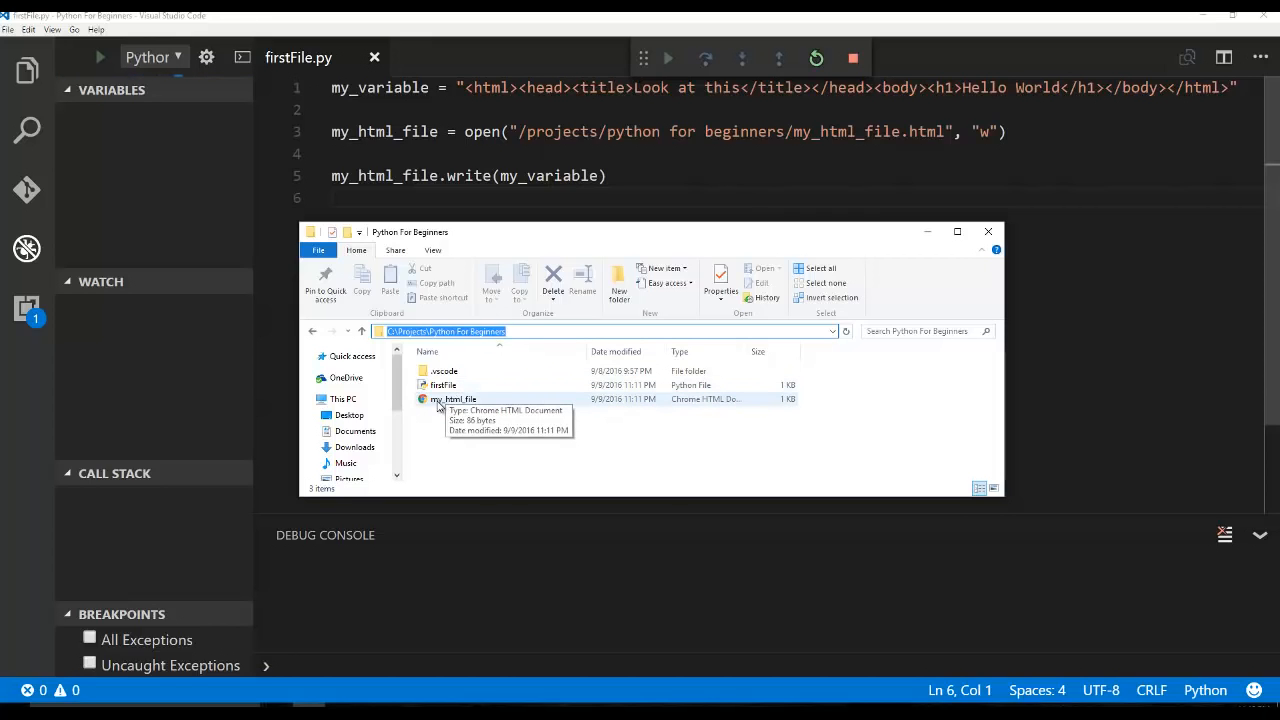 firstFile.py - Python For Beginners - Visual Studio Code
File Edit View Go Help
Python
firstFile.py
VARIABLES
WATCH
CALL STACK
BREAKPOINTS
All Exceptions
Uncaught Exceptions
1 my_variable = "<html><head><title>Look at this</title></head><body><h1>Hello World</h1></body></html>"
2
3 my_html_file = open("/projects/python for beginners/my_html_file.html", "w")
4
5 my_html_file.write(my_variable)
6
Python For Beginners
File Home Share View
Pin to Quick access
Copy
Paste
Cut
Copy path
Paste shortcut
Clipboard
Move to
Copy to
Delete
Rename
Organize
New folder
New item
Easy access
New
Properties
Open
Edit
History
Open
Select all
Select none
Invert selection
Select
C:\Projects\Python For Beginners
Search Python For Beginners
Quick access
OneDrive
This PC
Desktop
Documents
Downloads
Music
Pictures
Name Date modified Type Size
.vscode 9/8/2016 9:57 PM File folder
firstFile 9/9/2016 11:11 PM Python File 1 KB
my_html_file 9/9/2016 11:11 PM Chrome HTML Do... 1 KB
Type: Chrome HTML Document
Size: 86 bytes
Date modified: 9/9/2016 11:11 PM
3 items
DEBUG CONSOLE
1
0 0
Ln 6, Col 1 Spaces: 4 UTF-8 CRLF Python